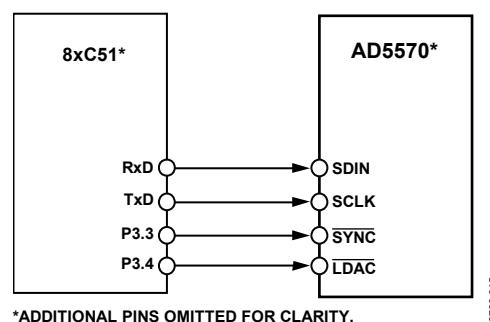 8xC51*
AD5570*
RxD
SDIN
TxD
SCLK
P3.3
SYNC
P3.4
LDAC
*ADDITIONAL PINS OMITTED FOR CLARITY.